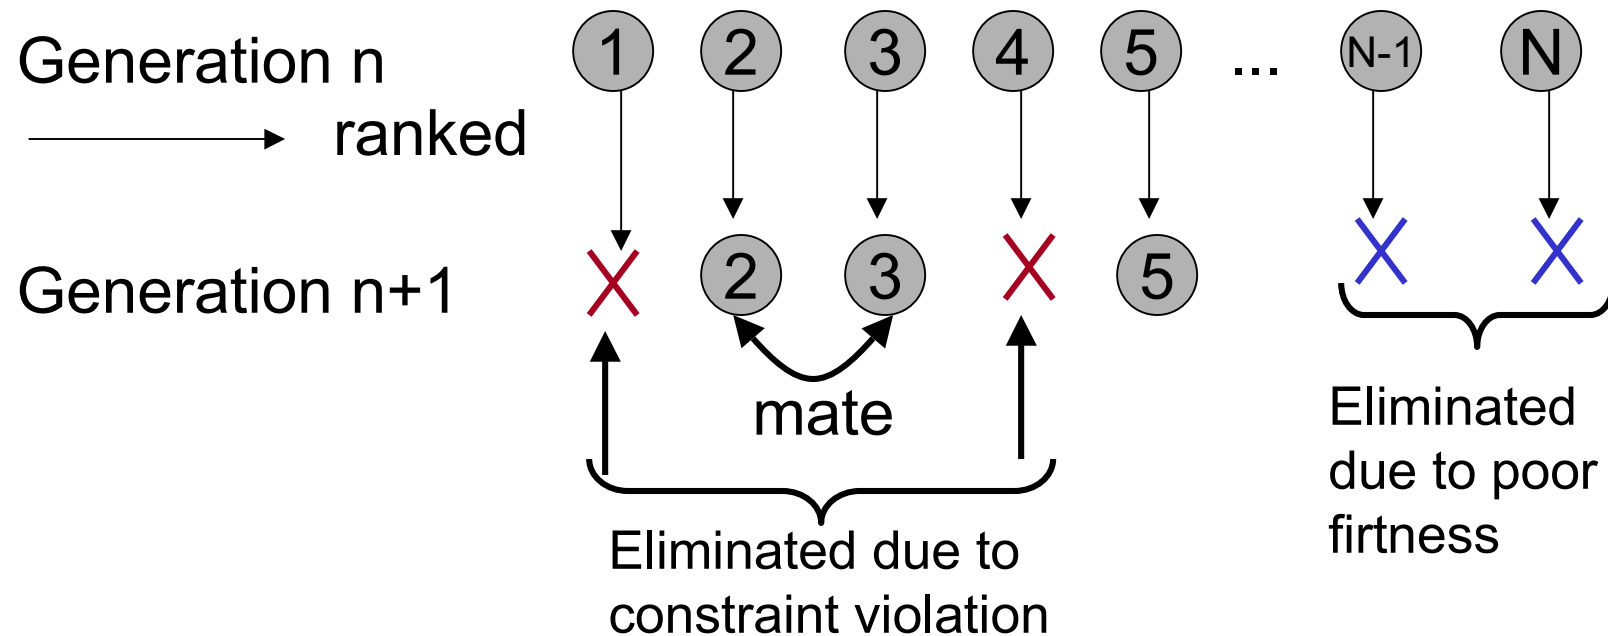 Generation n
1 2 3 4 5 ... N-1 N
ranked
Generation n+1
2 3 5
mate
Eliminated due to
constraint violation
Eliminated
due to poor
firtness